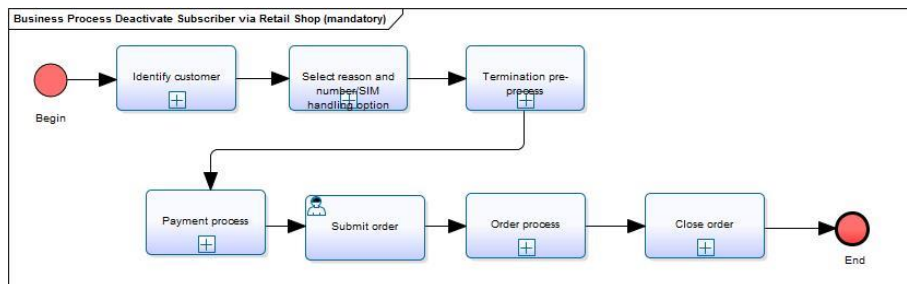 Business Process Deactivate Subscriber via Retail Shop (mandatory)
Identify customer
Select reason and
number/SIM
handling option
Termination pre-
process
Begin
Payment process
Submit order
Order process
Close order
End